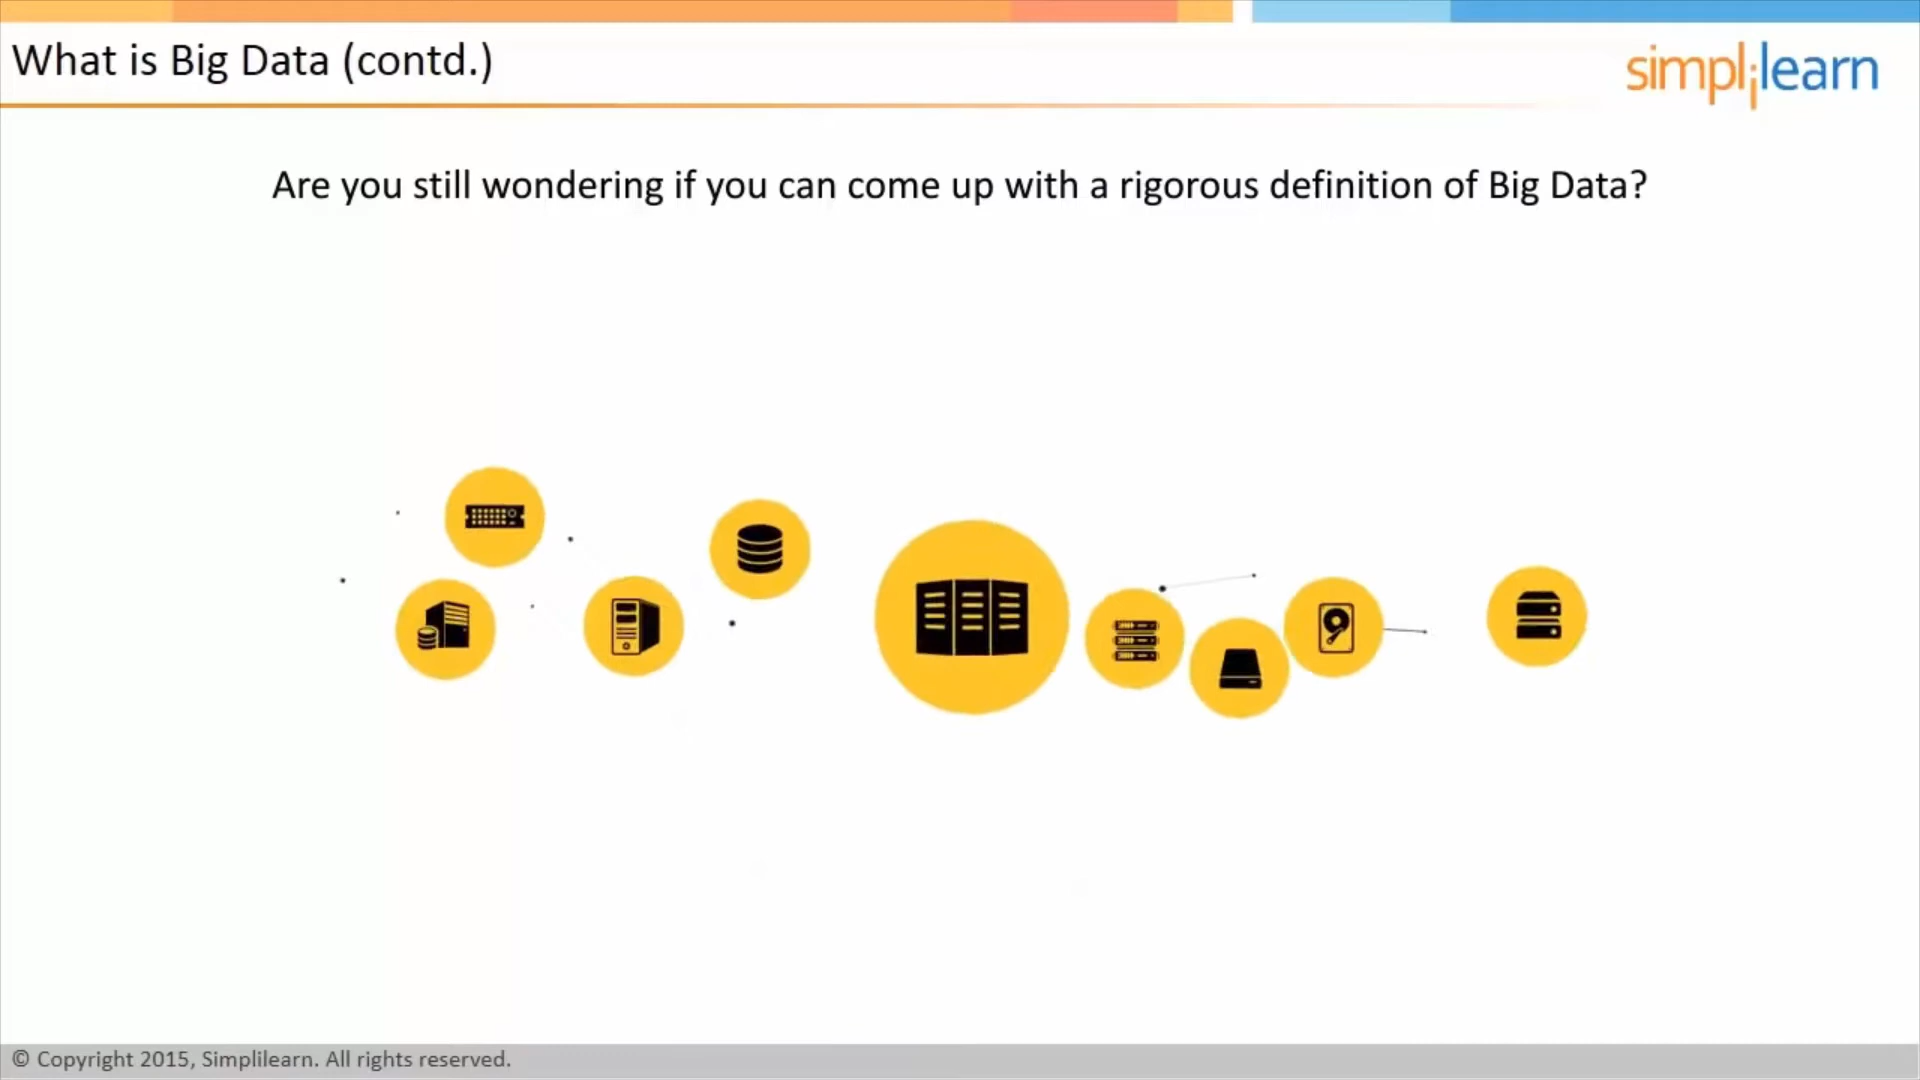 What is Big Data (contd.)
simplilearn
Are you still wondering if you can come up with a rigorous definition of Big Data?
© Copyright 2015, Simplilearn. All rights reserved.